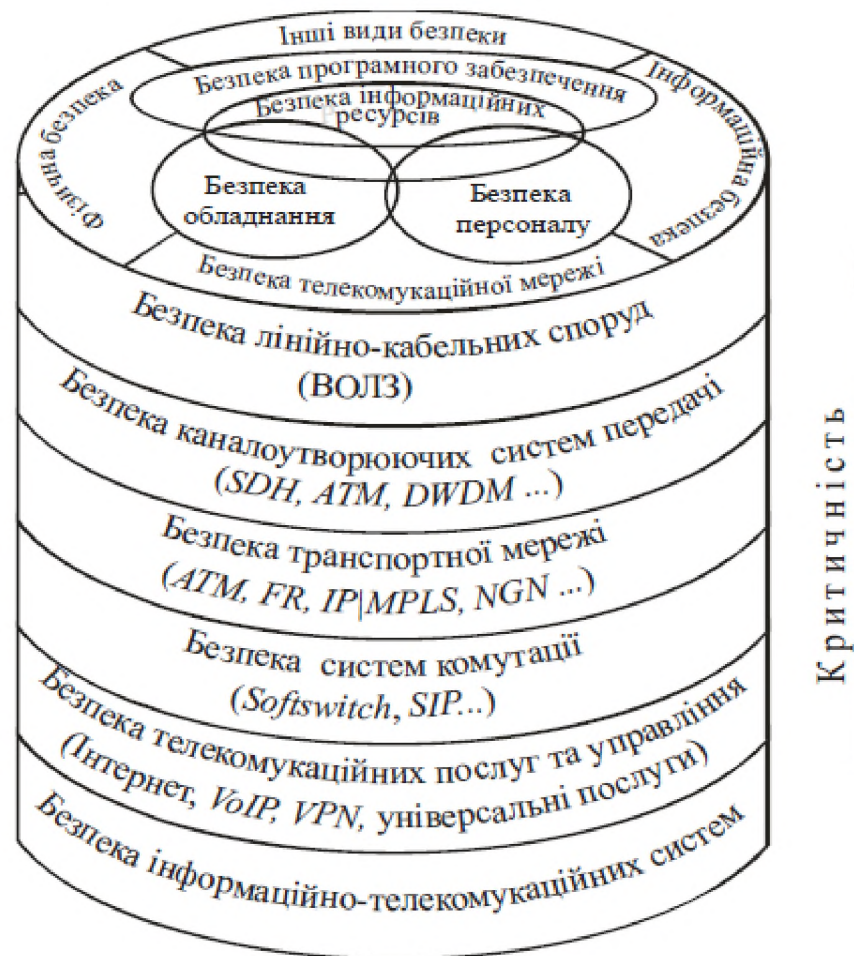 Інші види безпеки
Безпека програмного забезпечення
Безпека інформаційних
ресурсів
Фізична безпека
Інформаційна безпека
Безпека
обладнання
Безпека
персоналу
Безпека телекомукаційної мережі
Безпека лінійно-кабельних споруд
(ВОЛЗ)
Безпека каналоутворюючих систем передачі
(SDH, ATM, DWDM ...)
Безпека транспортної мережі
(ATM, FR, IP|MPLS, NGN ...)
Безпека систем комутації
(Softswitch, SIP...)
Безпека телекомукаційних послуг та управління
(Інтернет, VoIP, VPN, універсальні послуги)
Безпека інформаційно-телекомукаційних систем
Критичність